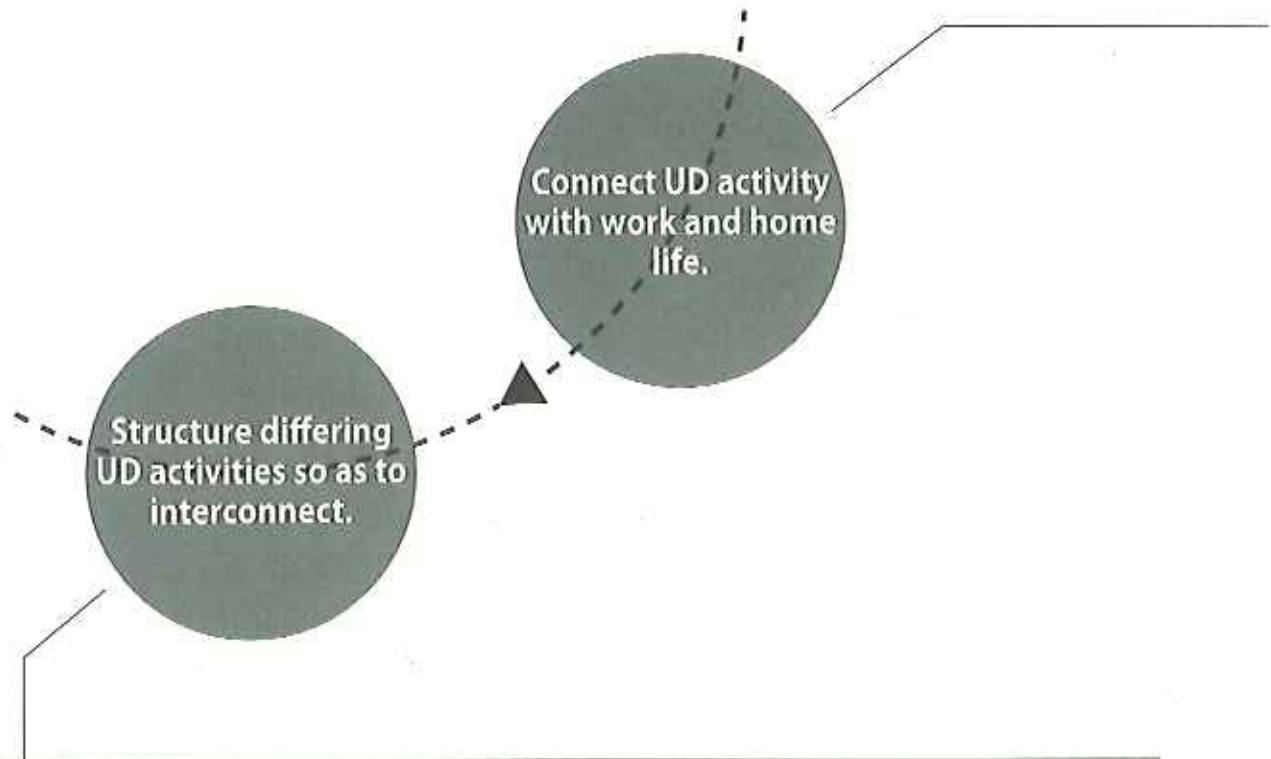 Connect UD activity
with work and home
life.
Structure differing
UD activities so as to
interconnect.